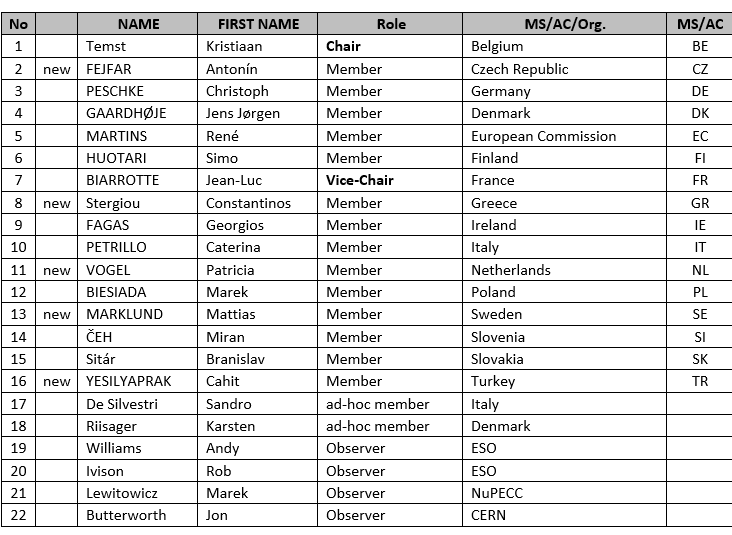 No NAME FIRST NAME Role MS/AC/Org. MS/AC
1 Temst Kristiaan Chair Belgium BE
2 new FEJFAR Antonín Member Czech Republic CZ
3 PESCHKE Christoph Member Germany DE
4 GAARDHØJE Jens Jørgen Member Denmark DK
5 MARTINS René Member European Commission EC
6 HUOTARI Simo Member Finland FI
7 BIARROTTE Jean-Luc Vice-Chair France FR
8 new Stergiou Constantinos Member Greece GR
9 FAGAS Georgios Member Ireland IE
10 PETRILLO Caterina Member Italy IT
11 new VOGEL Patricia Member Netherlands NL
12 BIESIADA Marek Member Poland PL
13 new MARKLUND Mattias Member Sweden SE
14 ČEH Miran Member Slovenia SI
15 Sitár Branislav Member Slovakia SK
16 new YESILYAPRAK Cahit Member Turkey TR
17 De Silvestri Sandro ad-hoc member Italy
18 Riisager Karsten ad-hoc member Denmark
19 Williams Andy Observer ESO
20 Ivison Rob Observer ESO
21 Lewitowicz Marek Observer NuPECC
22 Butterworth Jon Observer CERN